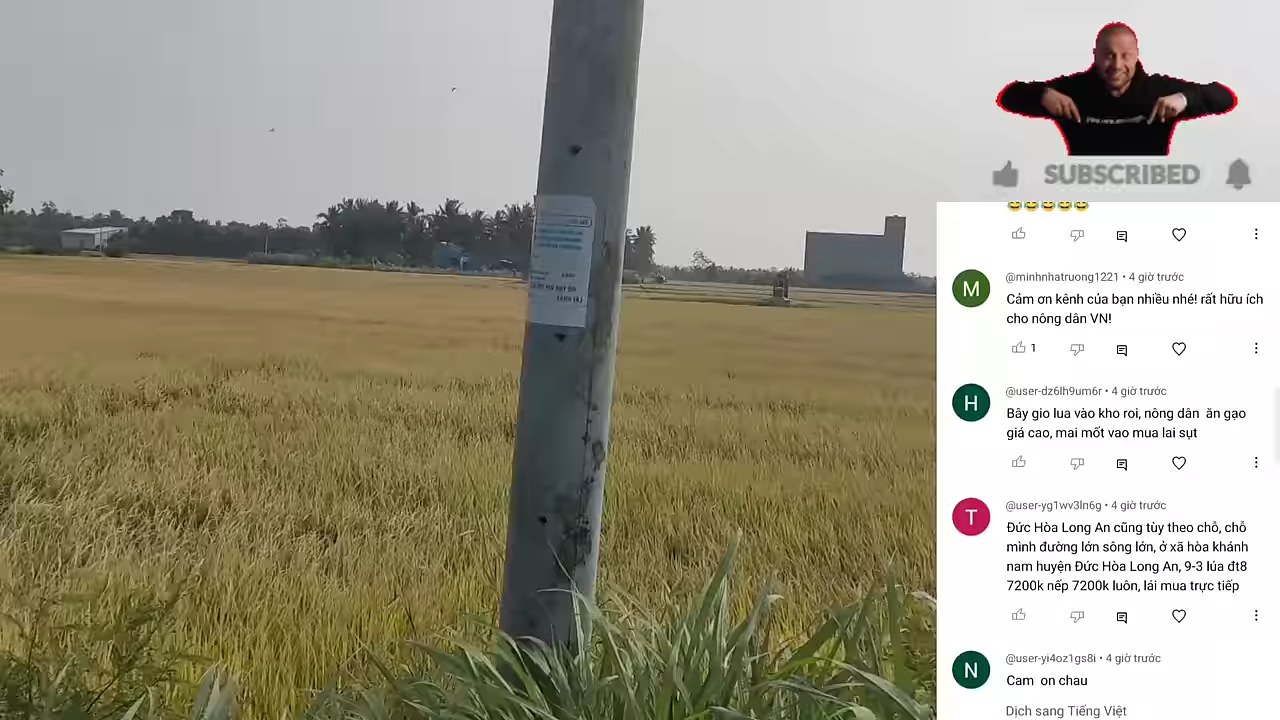 SUBSCRIBED
@minhnhatruong1221 • 4 giờ trước
M
Cảm ơn kênh của bạn nhiều nhé! rất hữu ích
cho nông dân VN!
1
@user-dz6lh9um6r • 4 giờ trước
H
Bây gio lua vào kho roi, nông dân ăn gạo
giá cao, mai mốt vao mua lai sụt
@user-yg1wv3ln6g • 4 giờ trước
T
Đức Hòa Long An cũng tùy theo chỗ, chỗ
mình đường lớn sông lớn, ở xã hòa khánh
nam huyện Đức Hòa Long An, 9-3 lúa đt8
7200k nếp 7200k luôn, lái mua trực tiếp
@user-yi4oz1gs8i • 4 giờ trước
N
Cam on chau
Dịch sang Tiếng Việt